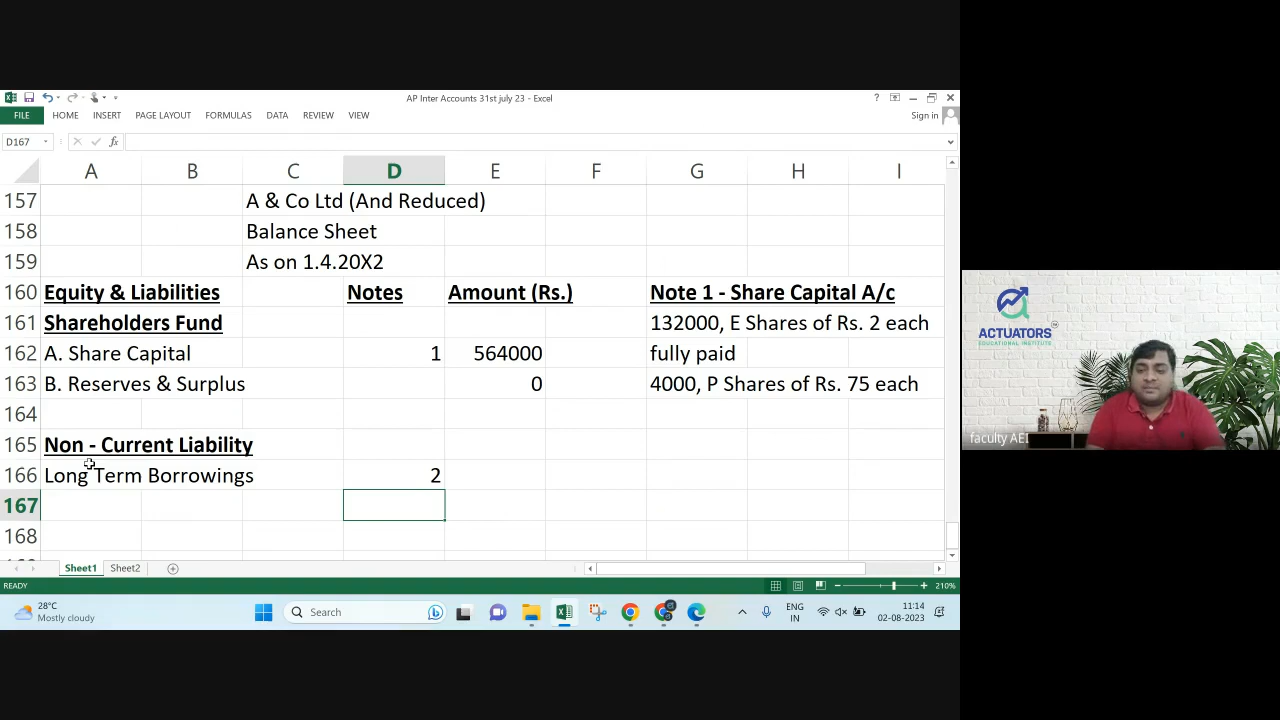 AP Inter Accounts 31st july 23 - Excel
?
FILE HOME INSERT PAGE LAYOUT FORMULAS DATA REVIEW VIEW Sign in
D167 fx
A B C D E F G H I
157 A & Co Ltd (And Reduced)
158 Balance Sheet
159 As on 1.4.20X2
160 Equity & Liabilities Notes Amount (Rs.) Note 1 - Share Capital A/c
161 Shareholders Fund 132000, E Shares of Rs. 2 each
162 A. Share Capital 1 564000 fully paid
163 B. Reserves & Surplus 0 4000, P Shares of Rs. 75 each
164
165 Non - Current Liability
166 Long Term Borrowings 2
167
168
Sheet1 Sheet2
READY 210%
28°C
Mostly cloudy
Search
ENG
IN
11:14
02-08-2023
ACTUATORS
EDUCATIONAL INSTITUTE
faculty AEI